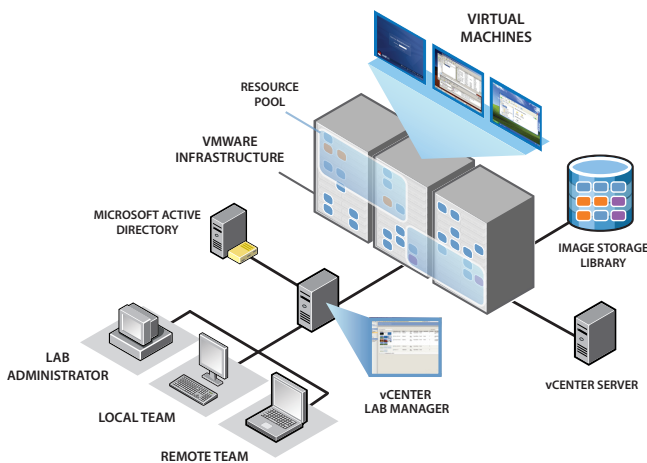 VIRTUAL
MACHINES
RESOURCE
POOL
VMWARE
INFRASTRUCTURE
MICROSOFT ACTIVE
DIRECTORY
IMAGE STORAGE
LIBRARY
LAB
ADMINISTRATOR
vCENTER
LAB MANAGER
vCENTER SERVER
LOCAL TEAM
REMOTE TEAM